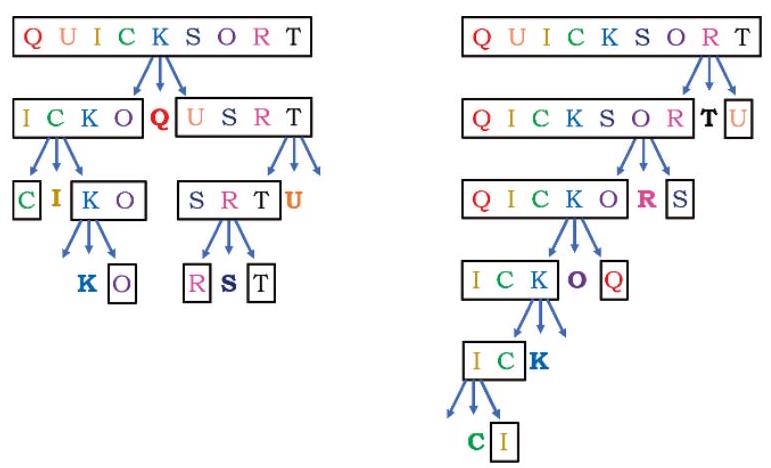 Q U I C K S O R T
I C K O Q U S R T
C I K O S R T U
K O R S T
Q U I C K S O R T
Q I C K S O R T U
Q I C K O R S
I C K O Q
I C K
C I